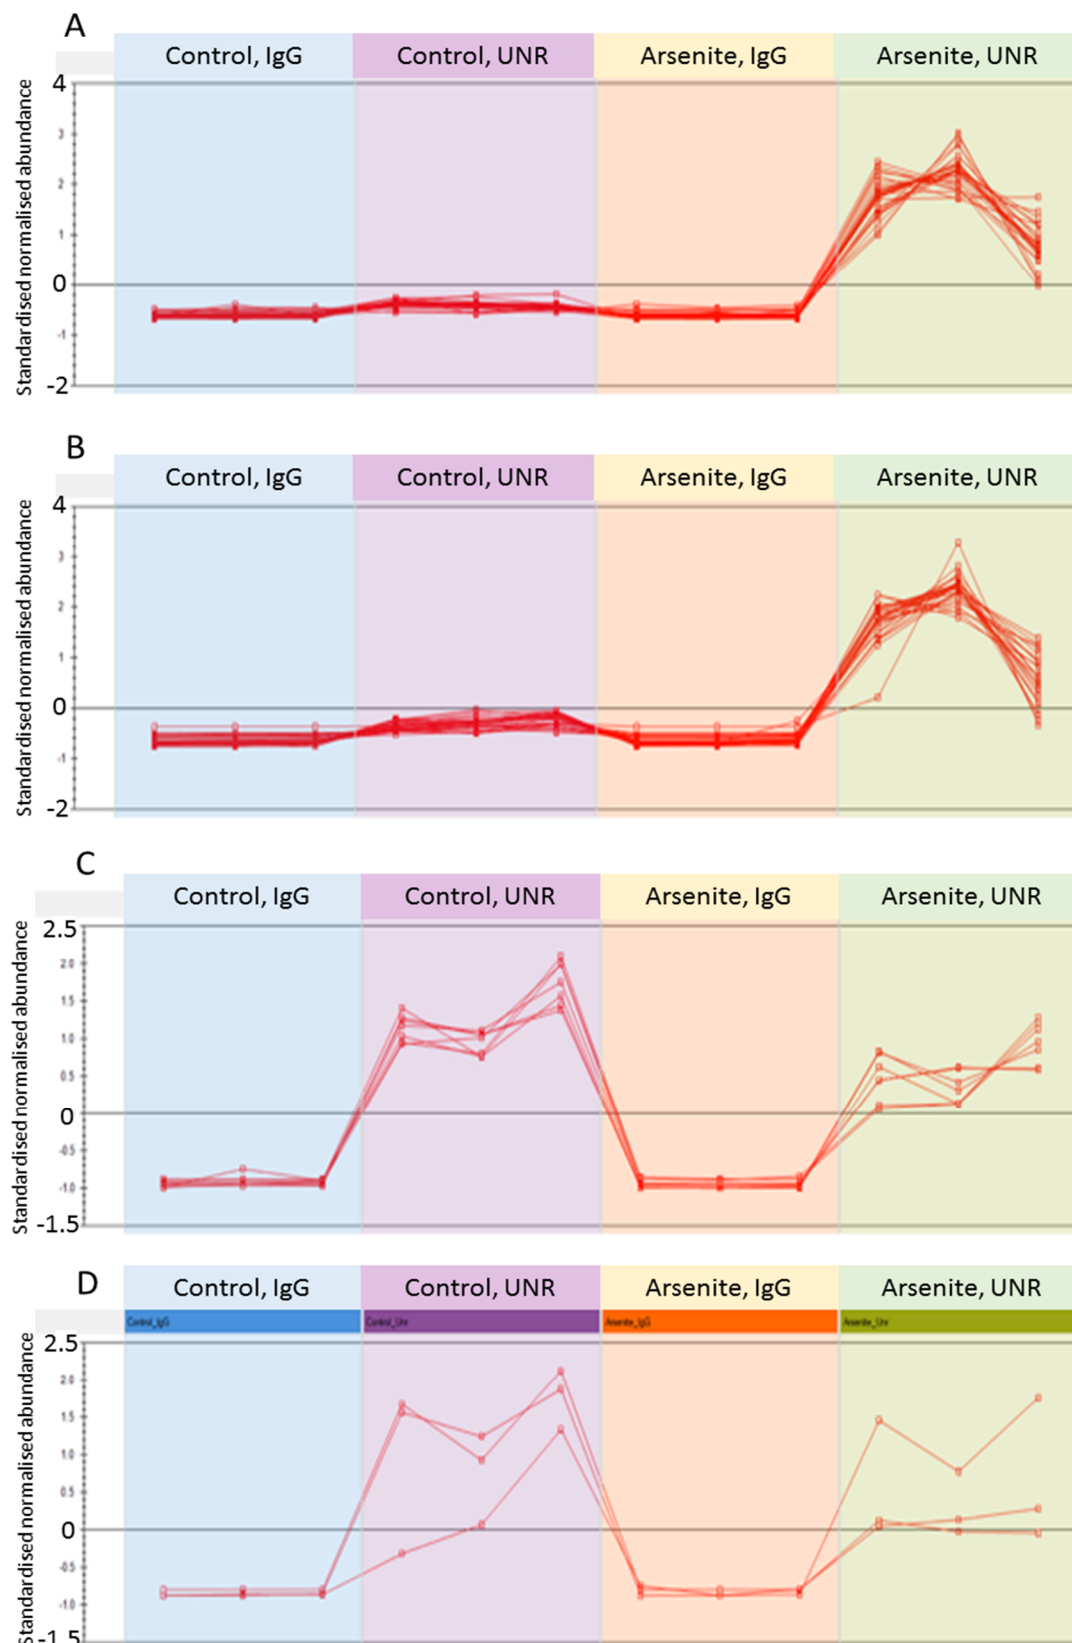 A
Control, IgG Control, UNR Arsenite, IgG Arsenite, UNR
Standardised normalised abundance
4
3
2
1
0
-1
-2
B
Control, IgG Control, UNR Arsenite, IgG Arsenite, UNR
Standardised normalised abundance
4
3
2
1
0
-1
-2
C
Control, IgG Control, UNR Arsenite, IgG Arsenite, UNR
Standardised normalised abundance
2.5
2.0
1.5
1.0
0.5
0
-0.5
-1.0
-1.5
D
Control, IgG Control, UNR Arsenite, IgG Arsenite, UNR
Control_IgG Control_Unr Arsenite_IgG Arsenite_Unr
Standardised normalised abundance
2.5
2.0
1.5
1.0
0.5
0
-0.5
-1.0
-1.5